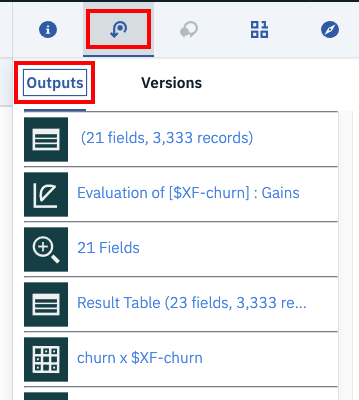 Outputs
Versions
(21 fields, 3,333 records)
Evaluation of [$XF-churn] : Gains
21 Fields
Result Table (23 fields, 3,333 re...
churn x $XF-churn